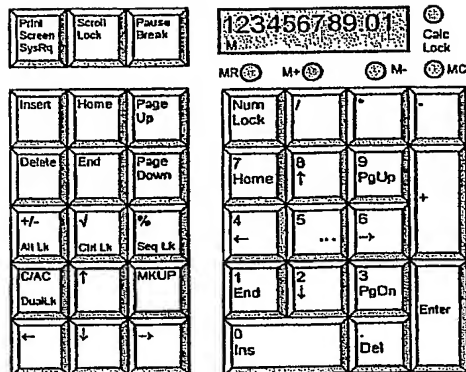 Print Screen SysRq
Scroll Lock
Pause Break
123456789.01
M
Calc Lock
MR M+ M- MC
Insert Home Page Up
Num Lock / * -
Delete End Page Down
7 Home 8 ↑ 9 PgUp +
+/- Alt Lk √ Ctrl Lk % Seq Lk
4 ← 5 ... 6 →
C/AC DualLk ↑ MKUP
1 End 2 ↓ 3 PgDn Enter
← ↓ →
0 Ins . Del